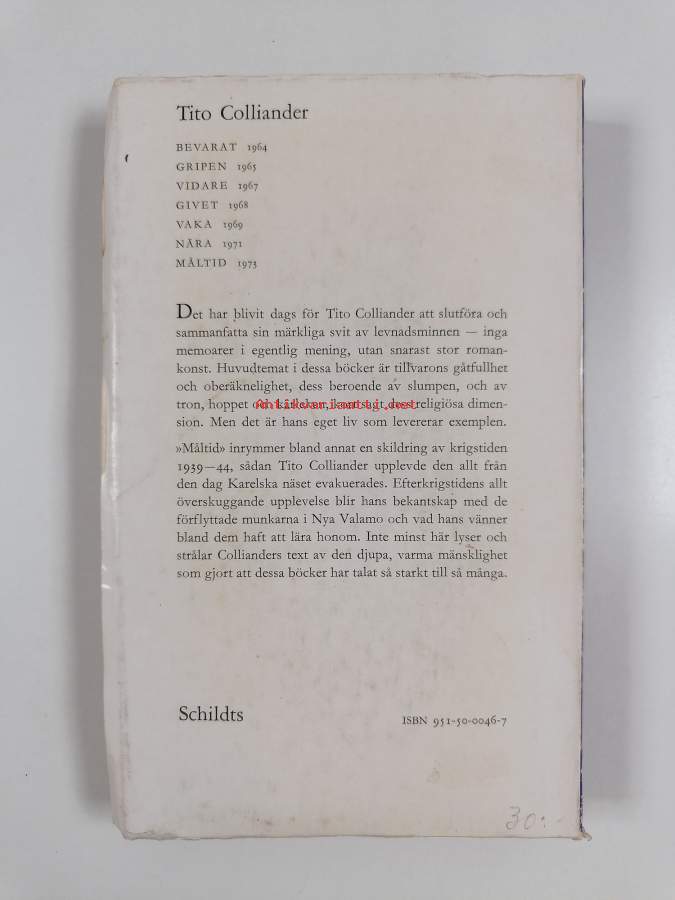 Tito Colliander
BEVARAT 1964
GRIPEN 1965
VIDARE 1967
GIVET 1968
VAKA 1969
NÄRA 1971
MÅLTID 1973
Det har blivit dags för Tito Colliander att slutföra och
sammanfatta sin märkliga svit av levnadsminnen — inga
memoarer i egentlig mening, utan snarast stor roman-
konst. Huvudtemat i dessa böcker är tillvarons gåtfullhet
och oberäknelighet, dess beroende av slumpen, och av
tron, hoppet och kärleken, kort sagt dess religiösa dimen-
Antikvariaatti.net
sion. Men det är hans eget liv som levererar exemplen.
»Måltid» inrymmer bland annat en skildring av krigstiden
1939—44, sådan Tito Colliander upplevde den allt från
den dag Karelska näset evakuerades. Efterkrigstidens allt
överskuggande upplevelse blir hans bekantskap med de
förflyttade munkarna i Nya Valamo och vad hans vänner
bland dem haft att lära honom. Inte minst här lyser och
strålar Collianders text av den djupa, varma mänsklighet
som gjort att dessa böcker har talat så starkt till så många.
Schildts
ISBN 951-50-0046-7
30:-